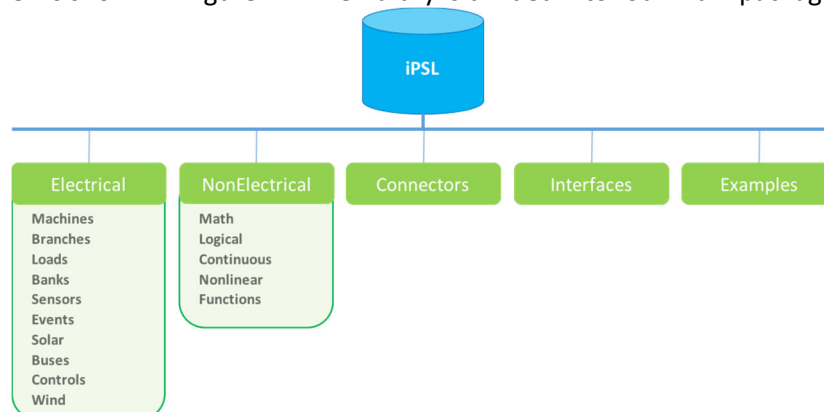 iPSL
Electrical
NonElectrical
Connectors
Interfaces
Examples
Machines
Branches
Loads
Banks
Sensors
Events
Solar
Buses
Controls
Wind
Math
Logical
Continuous
Nonlinear
Functions